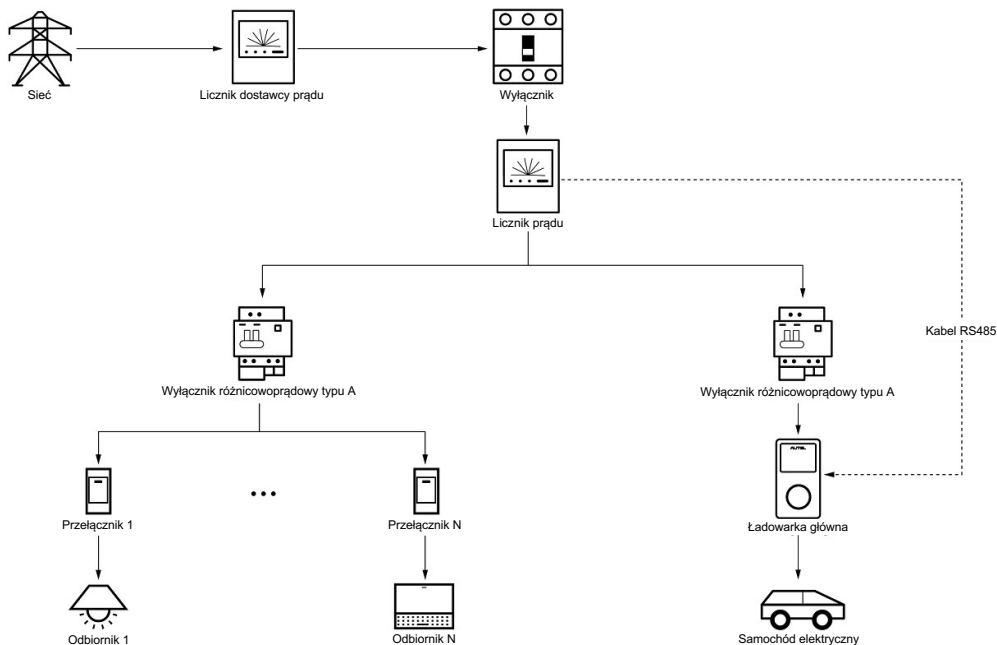 Sieć
Licznik dostawcy prądu
Wyłącznik
Licznik prądu
Kabel RS485
Wyłącznik różnicowoprądowy typu A
Wyłącznik różnicowoprądowy typu A
AUTEL
Przełącznik 1
Przełącznik N
Ładowarka główna
Odbiornik 1
Odbiornik N
Samochód elektryczny